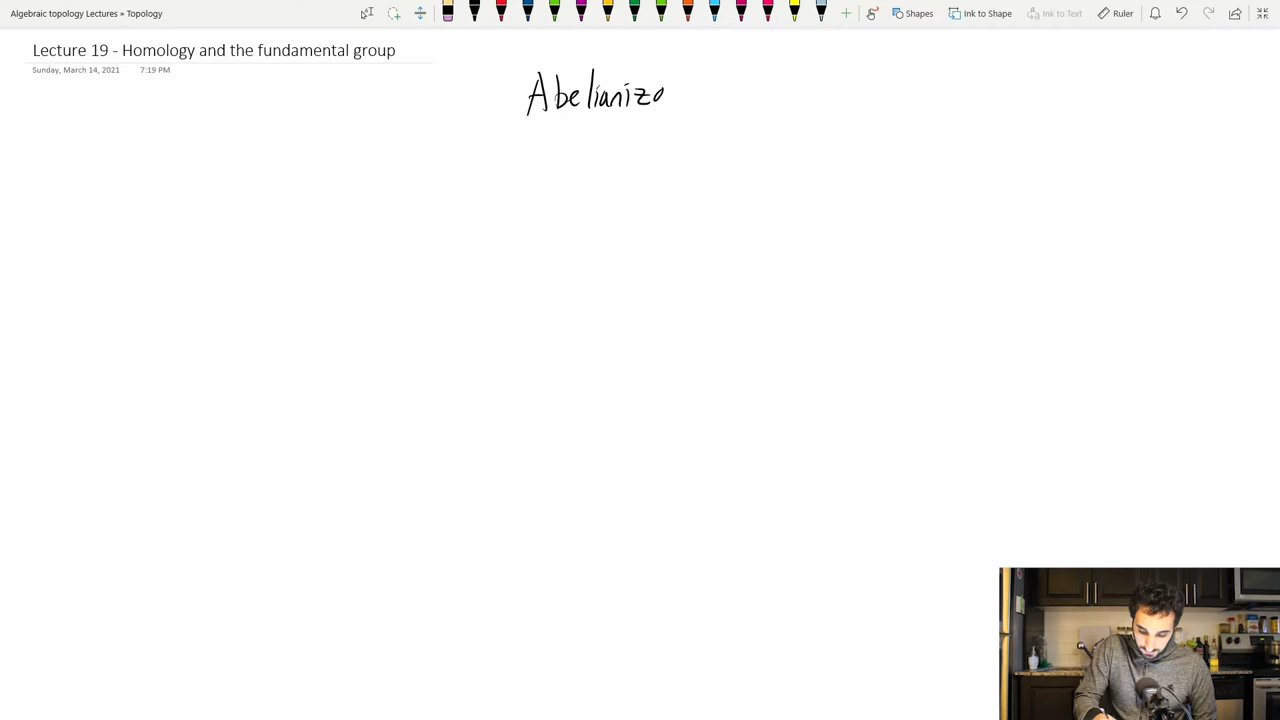 Algebraic topology Lectures – Topology
Shapes
Ink to Shape
Ink to Text
Ruler
Lecture 19 - Homology and the fundamental group
Sunday, March 14, 2021 7:19 PM
Abelianizo